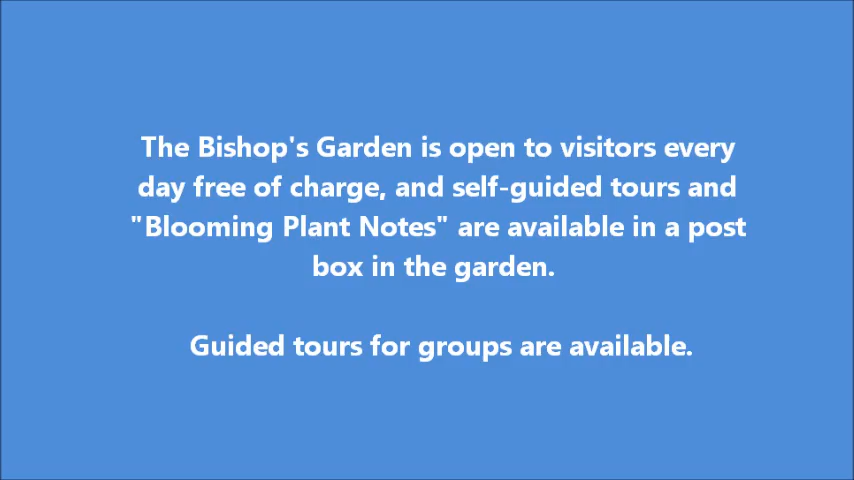 The Bishop's Garden is open to visitors every
day free of charge, and self-guided tours and
"Blooming Plant Notes" are available in a post
box in the garden.
Guided tours for groups are available.